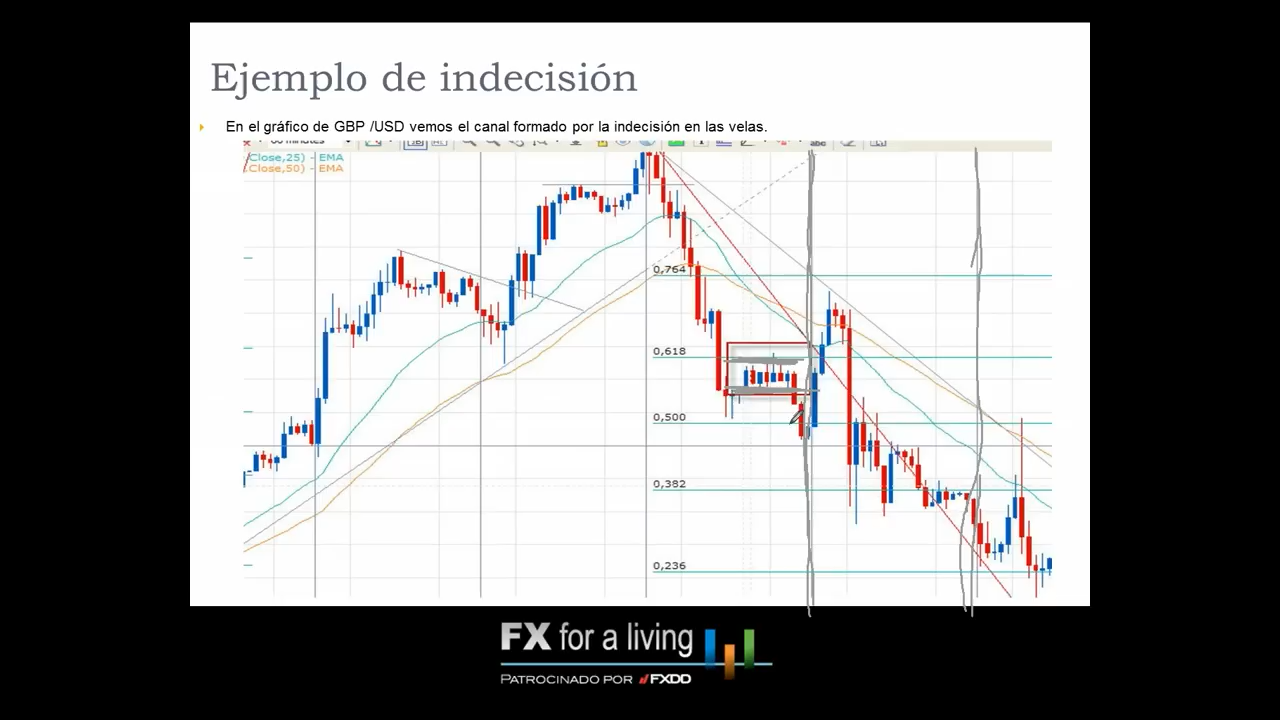 Ejemplo de indecisión
En el gráfico de GBP /USD vemos el canal formado por la indecisión en las velas.
Close,25) - EMA
Close,50) - EMA
0,764
0,618
0,500
0,382
0,236
FX for a living
PATROCINADO POR FXDD